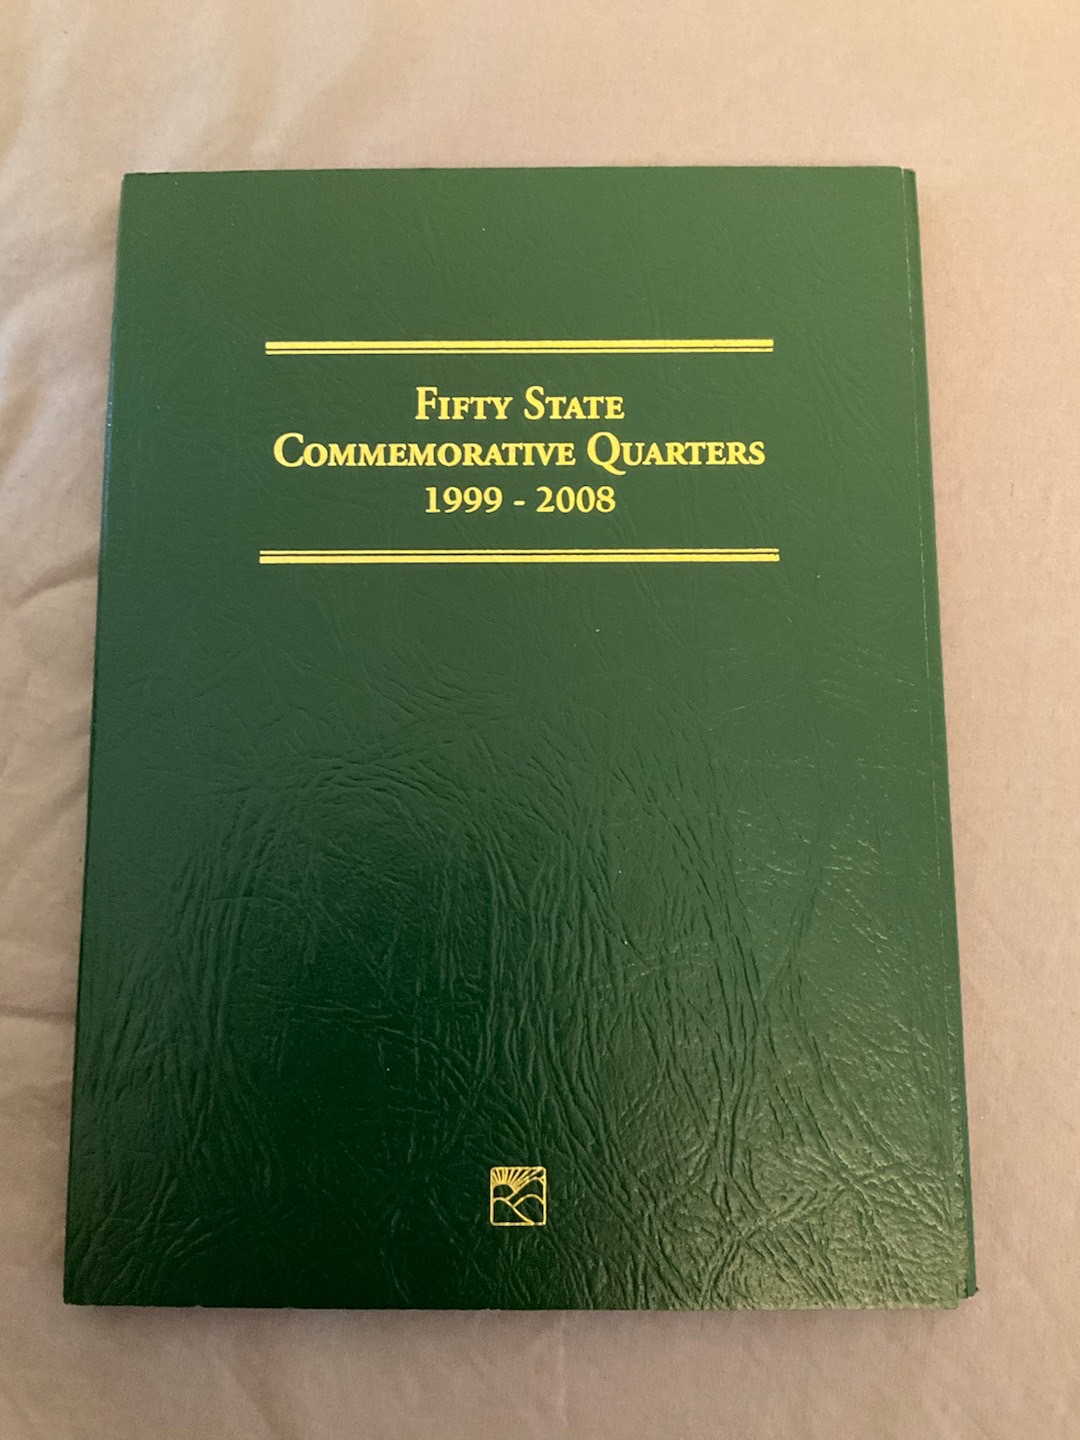 Fifty State
Commemorative Quarters
1999 - 2008